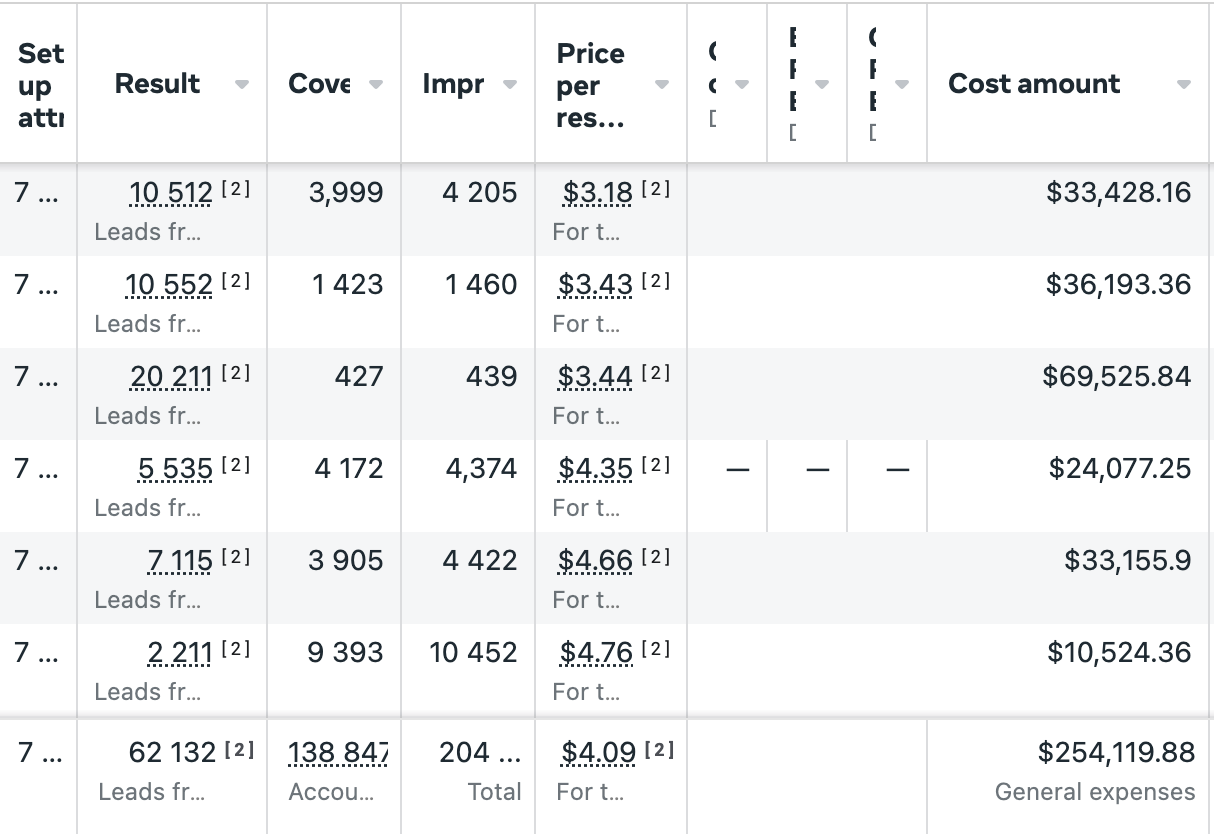 Set up attr Result Cove Impr Price per res... Cost amount
7 ... 10 512 [2] 3,999 4 205 $3.18 [2] $33,428.16
Leads fr... For t...
7 ... 10 552 [2] 1 423 1 460 $3.43 [2] $36,193.36
Leads fr... For t...
7 ... 20 211 [2] 427 439 $3.44 [2] $69,525.84
Leads fr... For t...
7 ... 5 535 [2] 4 172 4,374 $4.35 [2] — — — $24,077.25
Leads fr... For t...
7 ... 7 115 [2] 3 905 4 422 $4.66 [2] $33,155.9
Leads fr... For t...
7 ... 2 211 [2] 9 393 10 452 $4.76 [2] $10,524.36
Leads fr... For t...
7 ... 62 132 [2] 138 847 204 ... $4.09 [2] $254,119.88
Leads fr... Accou... Total For t... General expenses